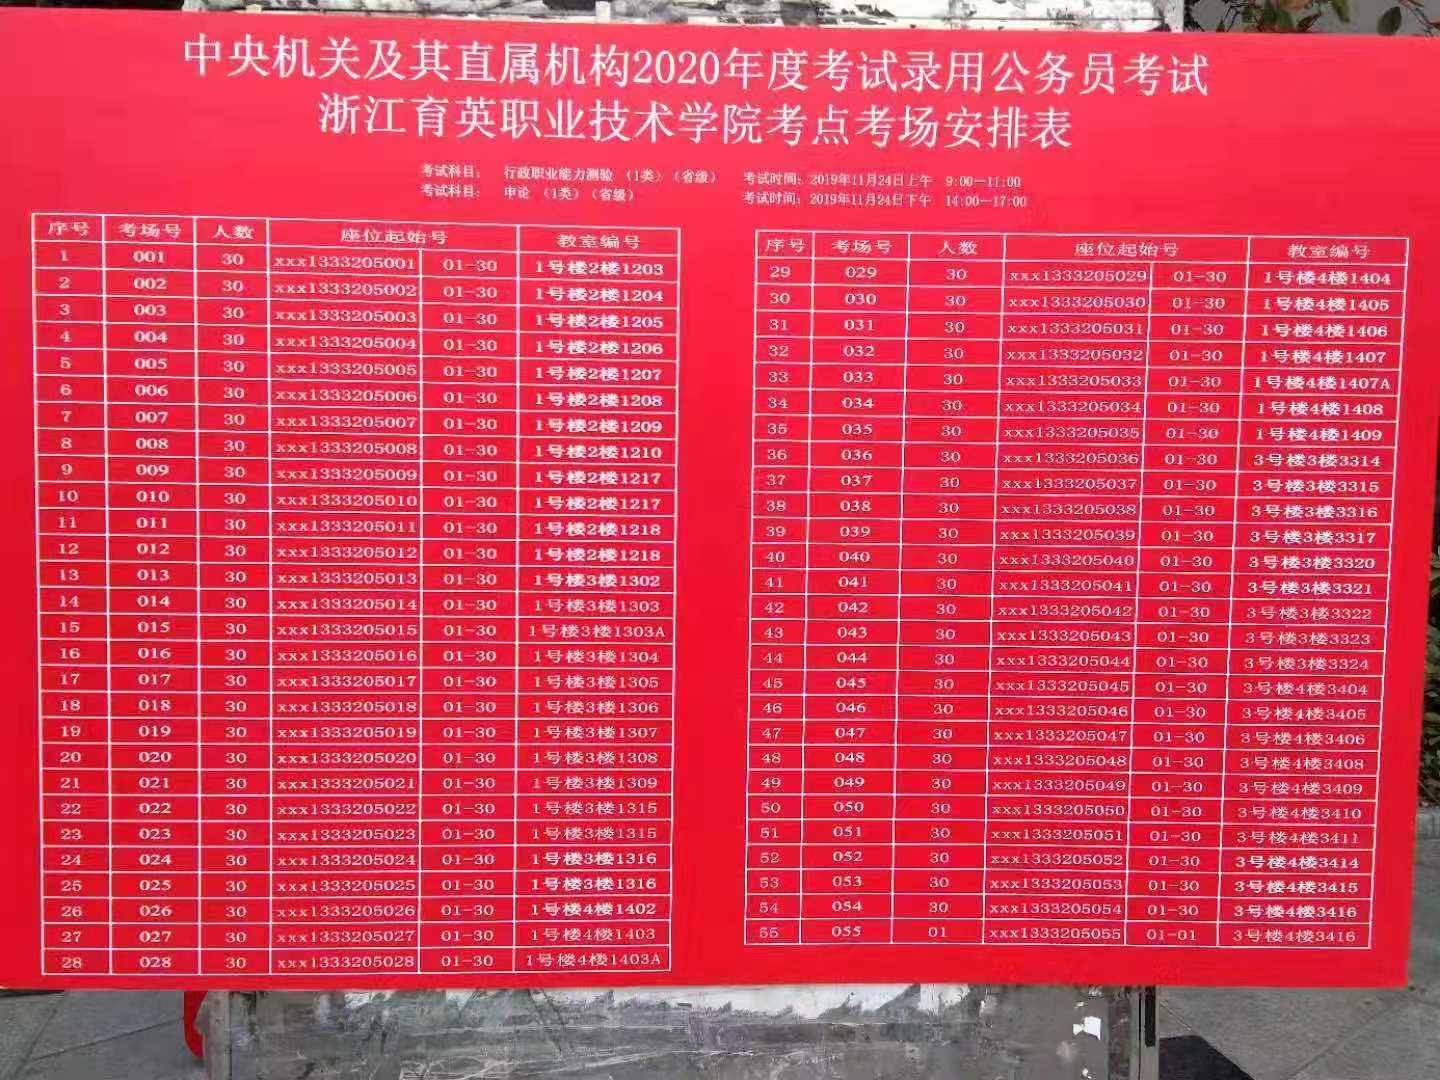 中央机关及其直属机构2020年度考试录用公务员考试
浙江育英职业技术学院考点考场安排表
考试科目： 行政职业能力测验 （1类）（省级） 考试时间：2019年11月24日上午 9:00－11:00
考试科目： 申论 （1类）（省级） 考试时间：2019年11月24日下午 14:00－17:00
序号 考场号 人数 座位起始号 教室编号
1 001 30 xxx1333205001 01-30 1号楼2楼1203
2 002 30 xxx1333205002 01-30 1号楼2楼1204
3 003 30 xxx1333205003 01-30 1号楼2楼1205
4 004 30 xxx1333205004 01-30 1号楼2楼1206
5 005 30 xxx1333205005 01-30 1号楼2楼1207
6 006 30 xxx1333205006 01-30 1号楼2楼1208
7 007 30 xxx1333205007 01-30 1号楼2楼1209
8 008 30 xxx1333205008 01-30 1号楼2楼1210
9 009 30 xxx1333205009 01-30 1号楼2楼1217
10 010 30 xxx1333205010 01-30 1号楼2楼1217
11 011 30 xxx1333205011 01-30 1号楼2楼1218
12 012 30 xxx1333205012 01-30 1号楼2楼1218
13 013 30 xxx1333205013 01-30 1号楼3楼1302
14 014 30 xxx1333205014 01-30 1号楼3楼1303
15 015 30 xxx1333205015 01-30 1号楼3楼1303A
16 016 30 xxx1333205016 01-30 1号楼3楼1304
17 017 30 xxx1333205017 01-30 1号楼3楼1305
18 018 30 xxx1333205018 01-30 1号楼3楼1306
19 019 30 xxx1333205019 01-30 1号楼3楼1307
20 020 30 xxx1333205020 01-30 1号楼3楼1308
21 021 30 xxx1333205021 01-30 1号楼3楼1309
22 022 30 xxx1333205022 01-30 1号楼3楼1315
23 023 30 xxx1333205023 01-30 1号楼3楼1315
24 024 30 xxx1333205024 01-30 1号楼3楼1316
25 025 30 xxx1333205025 01-30 1号楼3楼1316
26 026 30 xxx1333205026 01-30 1号楼4楼1402
27 027 30 xxx1333205027 01-30 1号楼4楼1403
28 028 30 xxx1333205028 01-30 1号楼4楼1403A
序号 考场号 人数 座位起始号 教室编号
29 029 30 xxx1333205029 01-30 1号楼4楼1404
30 030 30 xxx1333205030 01-30 1号楼4楼1405
31 031 30 xxx1333205031 01-30 1号楼4楼1406
32 032 30 xxx1333205032 01-30 1号楼4楼1407
33 033 30 xxx1333205033 01-30 1号楼4楼1407A
34 034 30 xxx1333205034 01-30 1号楼4楼1408
35 035 30 xxx1333205035 01-30 1号楼4楼1409
36 036 30 xxx1333205036 01-30 3号楼3楼3314
37 037 30 xxx1333205037 01-30 3号楼3楼3315
38 038 30 xxx1333205038 01-30 3号楼3楼3316
39 039 30 xxx1333205039 01-30 3号楼3楼3317
40 040 30 xxx1333205040 01-30 3号楼3楼3320
41 041 30 xxx1333205041 01-30 3号楼3楼3321
42 042 30 xxx1333205042 01-30 3号楼3楼3322
43 043 30 xxx1333205043 01-30 3号楼3楼3323
44 044 30 xxx1333205044 01-30 3号楼3楼3324
45 045 30 xxx1333205045 01-30 3号楼4楼3404
46 046 30 xxx1333205046 01-30 3号楼4楼3405
47 047 30 xxx1333205047 01-30 3号楼4楼3406
48 048 30 xxx1333205048 01-30 3号楼4楼3408
49 049 30 xxx1333205049 01-30 3号楼4楼3409
50 050 30 xxx1333205050 01-30 3号楼4楼3410
51 051 30 xxx1333205051 01-30 3号楼4楼3411
52 052 30 xxx1333205052 01-30 3号楼4楼3414
53 053 30 xxx1333205053 01-30 3号楼4楼3415
54 054 30 xxx1333205054 01-30 3号楼4楼3416
55 055 01 xxx1333205055 01-01 3号楼4楼3416